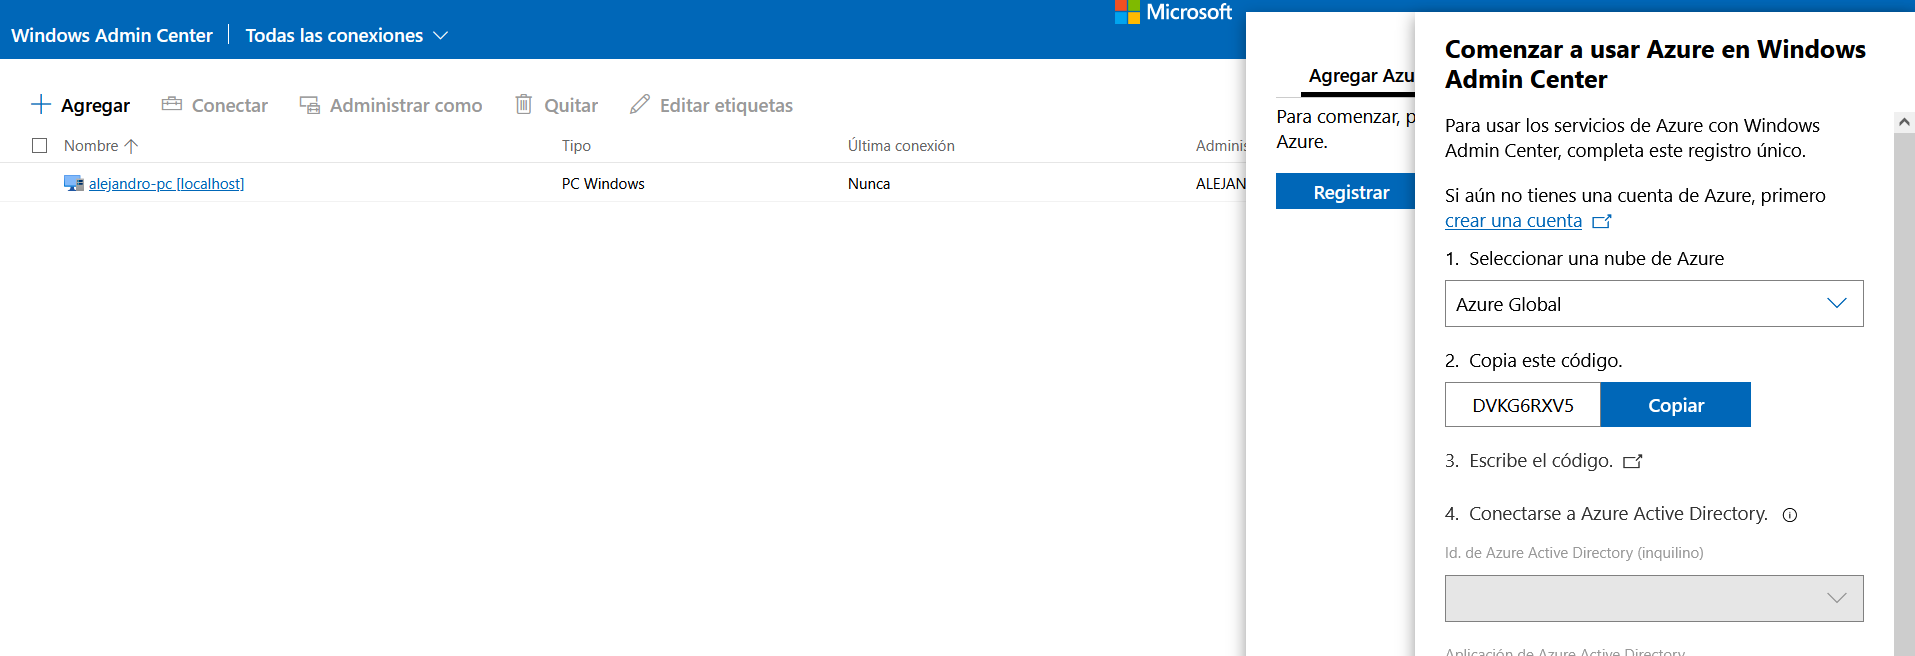 Microsoft
Windows Admin Center
Todas las conexiones
Agregar
Conectar
Administrar como
Quitar
Editar etiquetas
Nombre
Tipo
Última conexión
Adminis
alejandro-pc [localhost]
PC Windows
Nunca
ALEJAN
Agregar Azu
Para comenzar, p
Azure.
Registrar
Comenzar a usar Azure en Windows
Admin Center
Para usar los servicios de Azure con Windows
Admin Center, completa este registro único.
Si aún no tienes una cuenta de Azure, primero
crear una cuenta
1. Seleccionar una nube de Azure
Azure Global
2. Copia este código.
DVKG6RXV5
Copiar
3. Escribe el código.
4. Conectarse a Azure Active Directory.
Id. de Azure Active Directory (inquilino)
Aplicación de Azure Active Directory